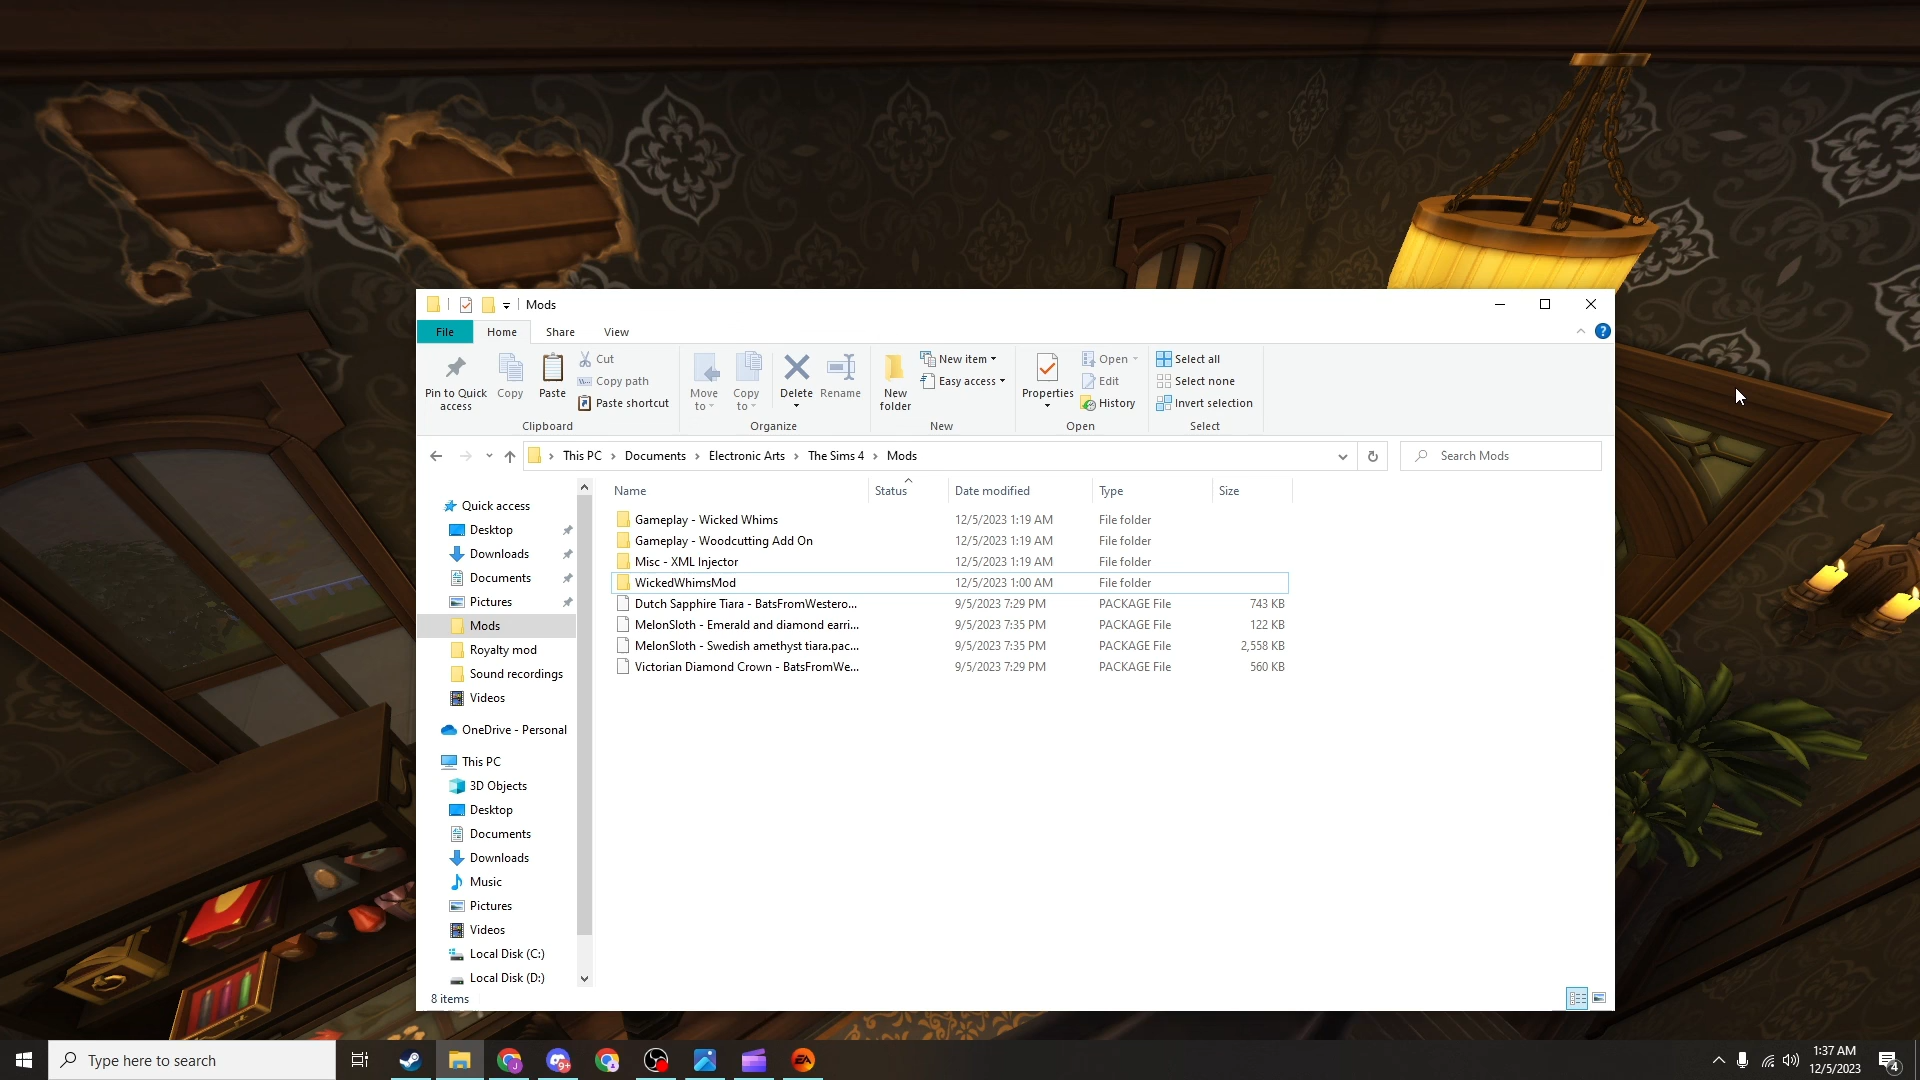 Mods
File Home Share View
Pin to Quick access
Copy
Paste
Cut
Copy path
Paste shortcut
Clipboard
Move to
Copy to
Delete
Rename
Organize
New folder
New item
Easy access
New
Properties
Open
Edit
History
Open
Select all
Select none
Invert selection
Select
This PC > Documents > Electronic Arts > The Sims 4 > Mods
Search Mods
Name Status Date modified Type Size
Gameplay - Wicked Whims 12/5/2023 1:19 AM File folder
Gameplay - Woodcutting Add On 12/5/2023 1:19 AM File folder
Misc - XML Injector 12/5/2023 1:19 AM File folder
WickedWhimsMod 12/5/2023 1:00 AM File folder
Dutch Sapphire Tiara - BatsFromWestero... 9/5/2023 7:29 PM PACKAGE File 743 KB
MelonSloth - Emerald and diamond earri... 9/5/2023 7:35 PM PACKAGE File 122 KB
MelonSloth - Swedish amethyst tiara.pac... 9/5/2023 7:35 PM PACKAGE File 2,558 KB
Victorian Diamond Crown - BatsFromWe... 9/5/2023 7:29 PM PACKAGE File 560 KB
Quick access
Desktop
Downloads
Documents
Pictures
Mods
Royalty mod
Sound recordings
Videos
OneDrive - Personal
This PC
3D Objects
Desktop
Documents
Downloads
Music
Pictures
Videos
Local Disk (C:)
Local Disk (D:)
8 items
Type here to search
J
9+
EA
1:37 AM
12/5/2023
4